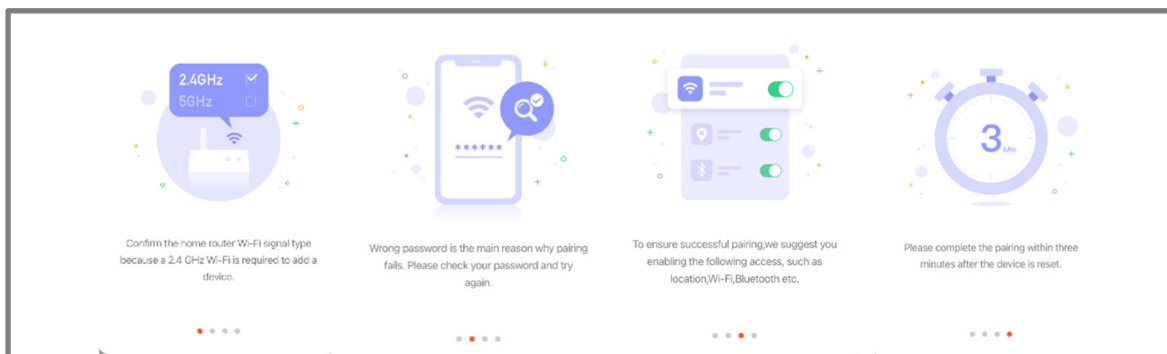 2.4GHz
5GHz
3 Min
Confirm the home router Wi-Fi signal type
because a 2.4 GHz Wi-Fi is required to add a
device.
Wrong password is the main reason why pairing
fails. Please check your password and try
again.
To ensure successful pairing,we suggest you
enabling the following access, such as
location,Wi-Fi,Bluetooth etc.
Please complete the pairing within three
minutes after the device is reset.